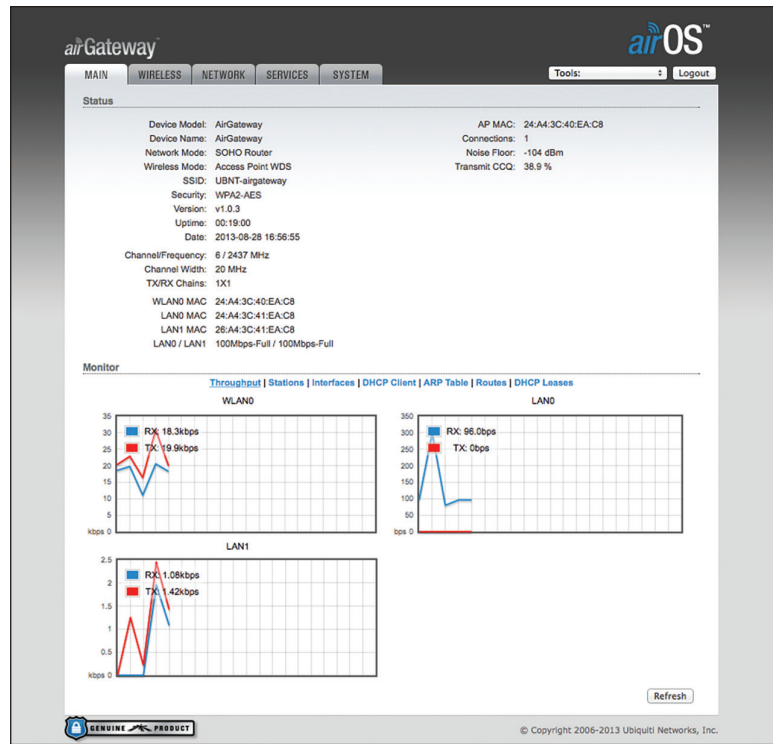 airGateway™
airOS™
MAIN WIRELESS NETWORK SERVICES SYSTEM
Tools: Logout
Status
Device Model: AirGateway
Device Name: AirGateway
Network Mode: SOHO Router
Wireless Mode: Access Point WDS
SSID: UBNT-airgateway
Security: WPA2-AES
Version: v1.0.3
Uptime: 00:19:00
Date: 2013-08-28 16:56:55
Channel/Frequency: 6 / 2437 MHz
Channel Width: 20 MHz
TX/RX Chains: 1X1
WLAN0 MAC 24:A4:3C:40:EA:C8
LAN0 MAC 24:A4:3C:41:EA:C8
LAN1 MAC 26:A4:3C:41:EA:C8
LAN0 / LAN1 100Mbps-Full / 100Mbps-Full
AP MAC: 24:A4:3C:40:EA:C8
Connections: 1
Noise Floor: -104 dBm
Transmit CCQ: 38.9 %
Monitor
Throughput | Stations | Interfaces | DHCP Client | ARP Table | Routes | DHCP Leases
WLAN0
35
30
25
20
15
10
5
kbps 0
RX: 18.3kbps
TX: 19.9kbps
LAN0
350
300
250
200
150
100
50
bps 0
RX: 96.0bps
TX: 0bps
LAN1
2.5
2
1.5
1
0.5
kbps 0
RX: 1.08kbps
TX: 1.42kbps
Refresh
GENUINE PRODUCT
© Copyright 2006-2013 Ubiquiti Networks, Inc.